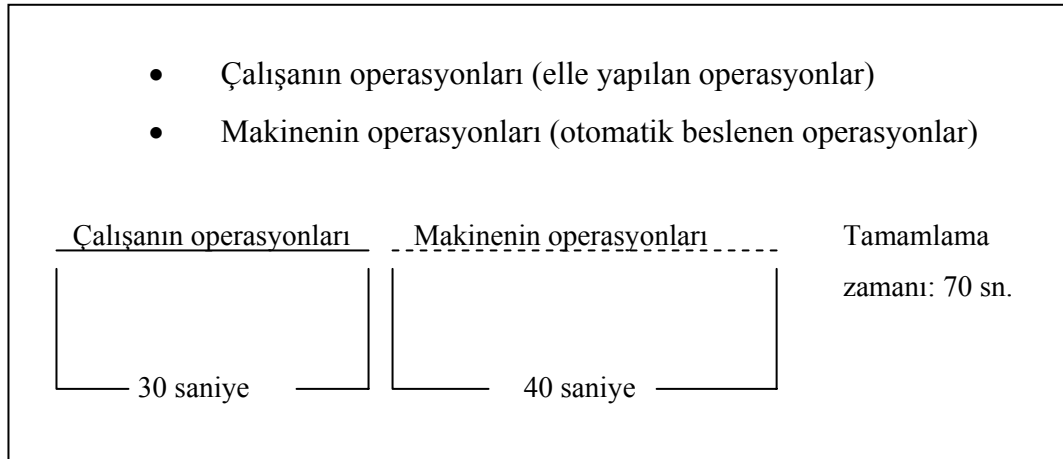 • Çalışanın operasyonları (elle yapılan operasyonlar)
• Makinenin operasyonları (otomatik beslenen operasyonlar)
Çalışanın operasyonları Makinenin operasyonları Tamamlama
zamanı: 70 sn.
30 saniye 40 saniye